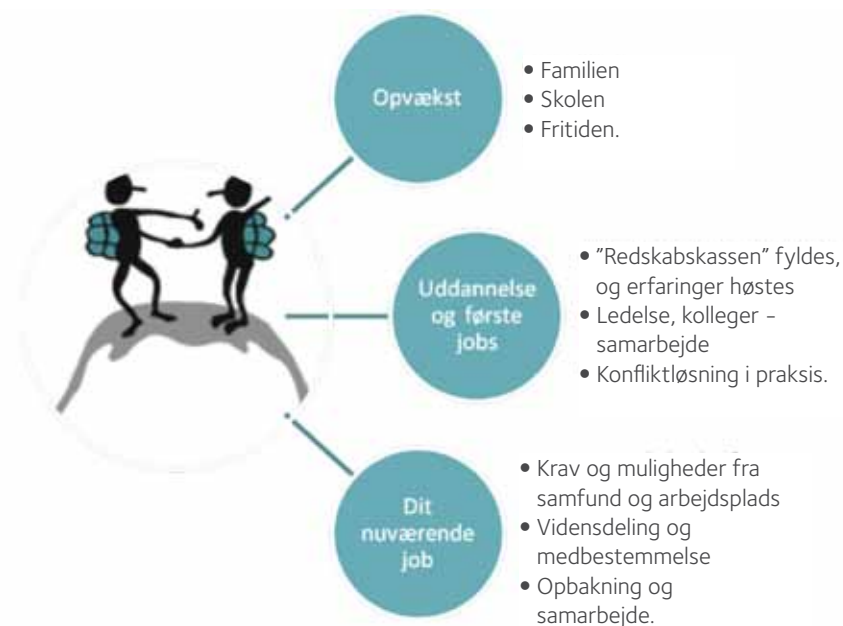 Opvækst
• Familien
• Skolen
• Fritiden.
Uddannelse
og første
jobs
• ”Redskabskassen” fyldes,
og erfaringer høstes
• Ledelse, kolleger –
samarbejde
• Konfliktløsning i praksis.
Dit
nuværende
job
• Krav og muligheder fra
samfund og arbejdsplads
• Vidensdeling og
medbestemmelse
• Opbakning og
samarbejde.